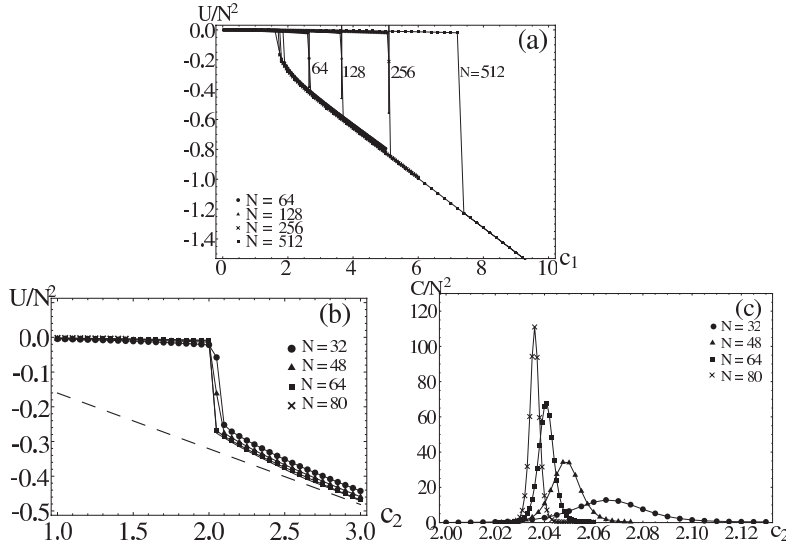 U/N²
(a)
0.0
-0.2
-0.4
-0.6
-0.8
-1.0
-1.2
-1.4
64
128
256
N=512
N = 64
N = 128
N = 256
N = 512
0 2 4 6 8 10 c₁
U/N²
(b)
0.0
-0.1
-0.2
-0.3
-0.4
-0.5
N = 32
N = 48
N = 64
N = 80
1.0 1.5 2.0 2.5 3.0 c₂
C/N²
(c)
120
100
80
60
40
20
0
N = 32
N = 48
N = 64
N = 80
2.00 2.02 2.04 2.06 2.08 2.10 2.12 c₂